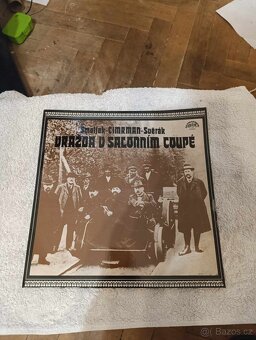 Smoljak-CIMRMAN-Svěrák
VRAŽDA V SALONNÍM COUPÉ
© Bazos.cz